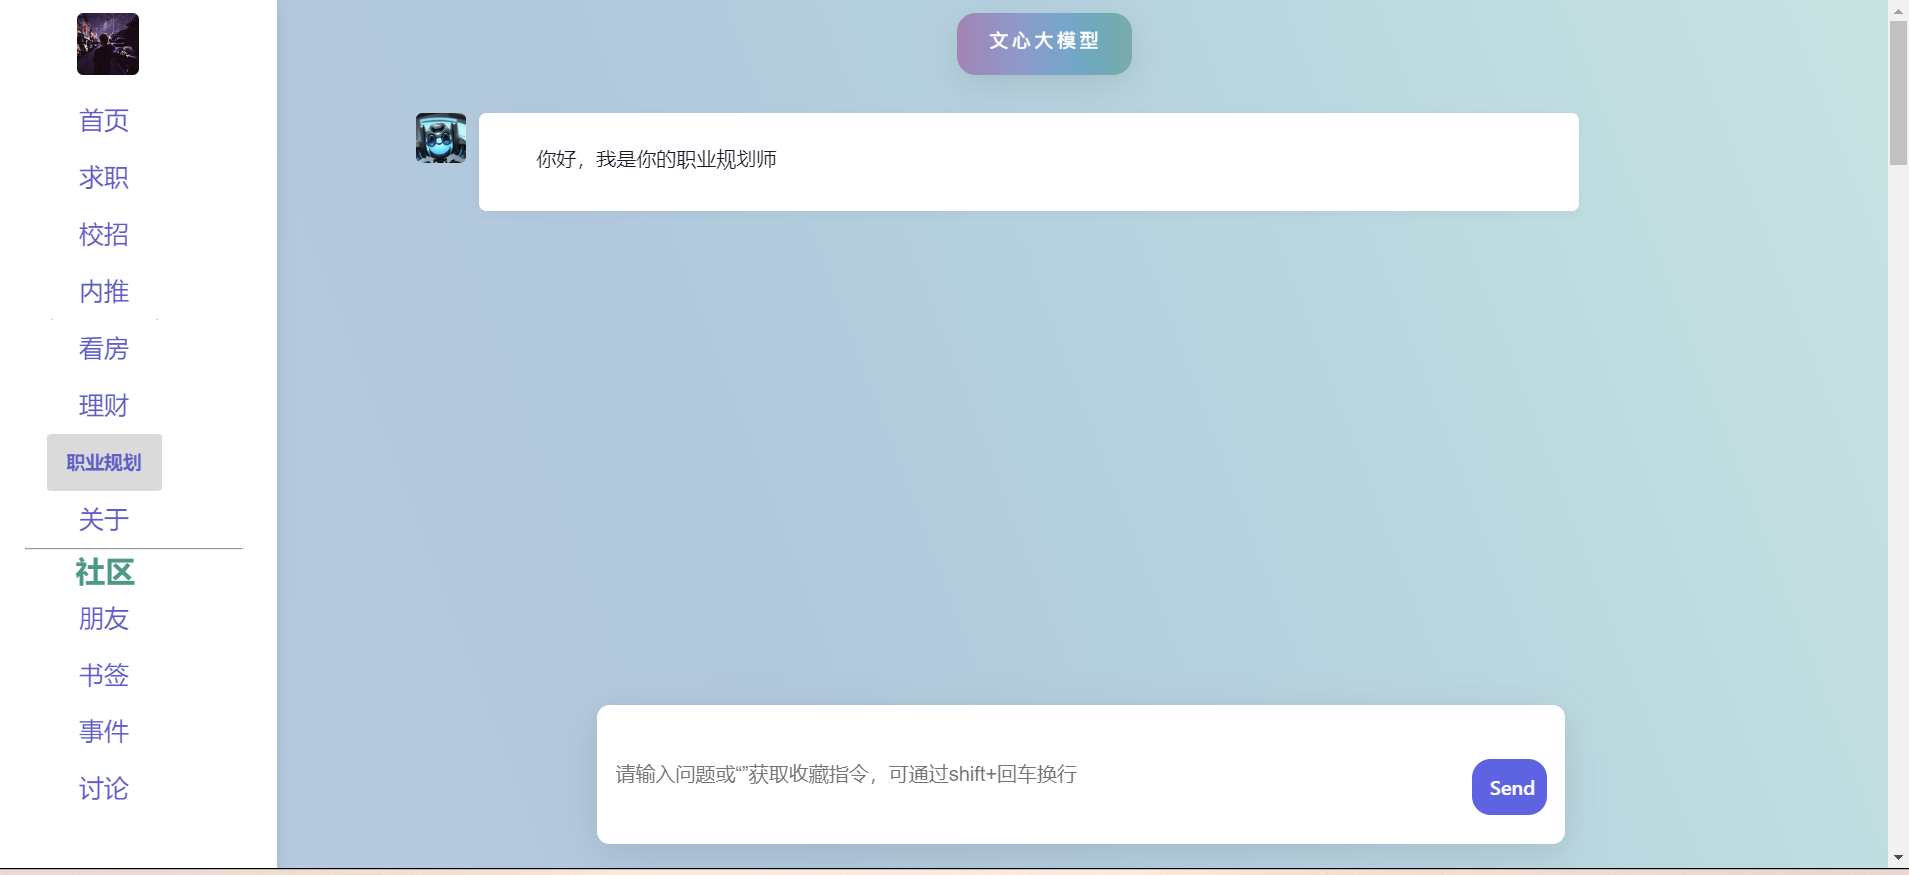 首页
求职
校招
内推
看房
理财
职业规划
关于
社区
朋友
书签
事件
讨论
文心大模型
你好，我是你的职业规划师
请输入问题或“”获取收藏指令，可通过shift+回车换行
Send